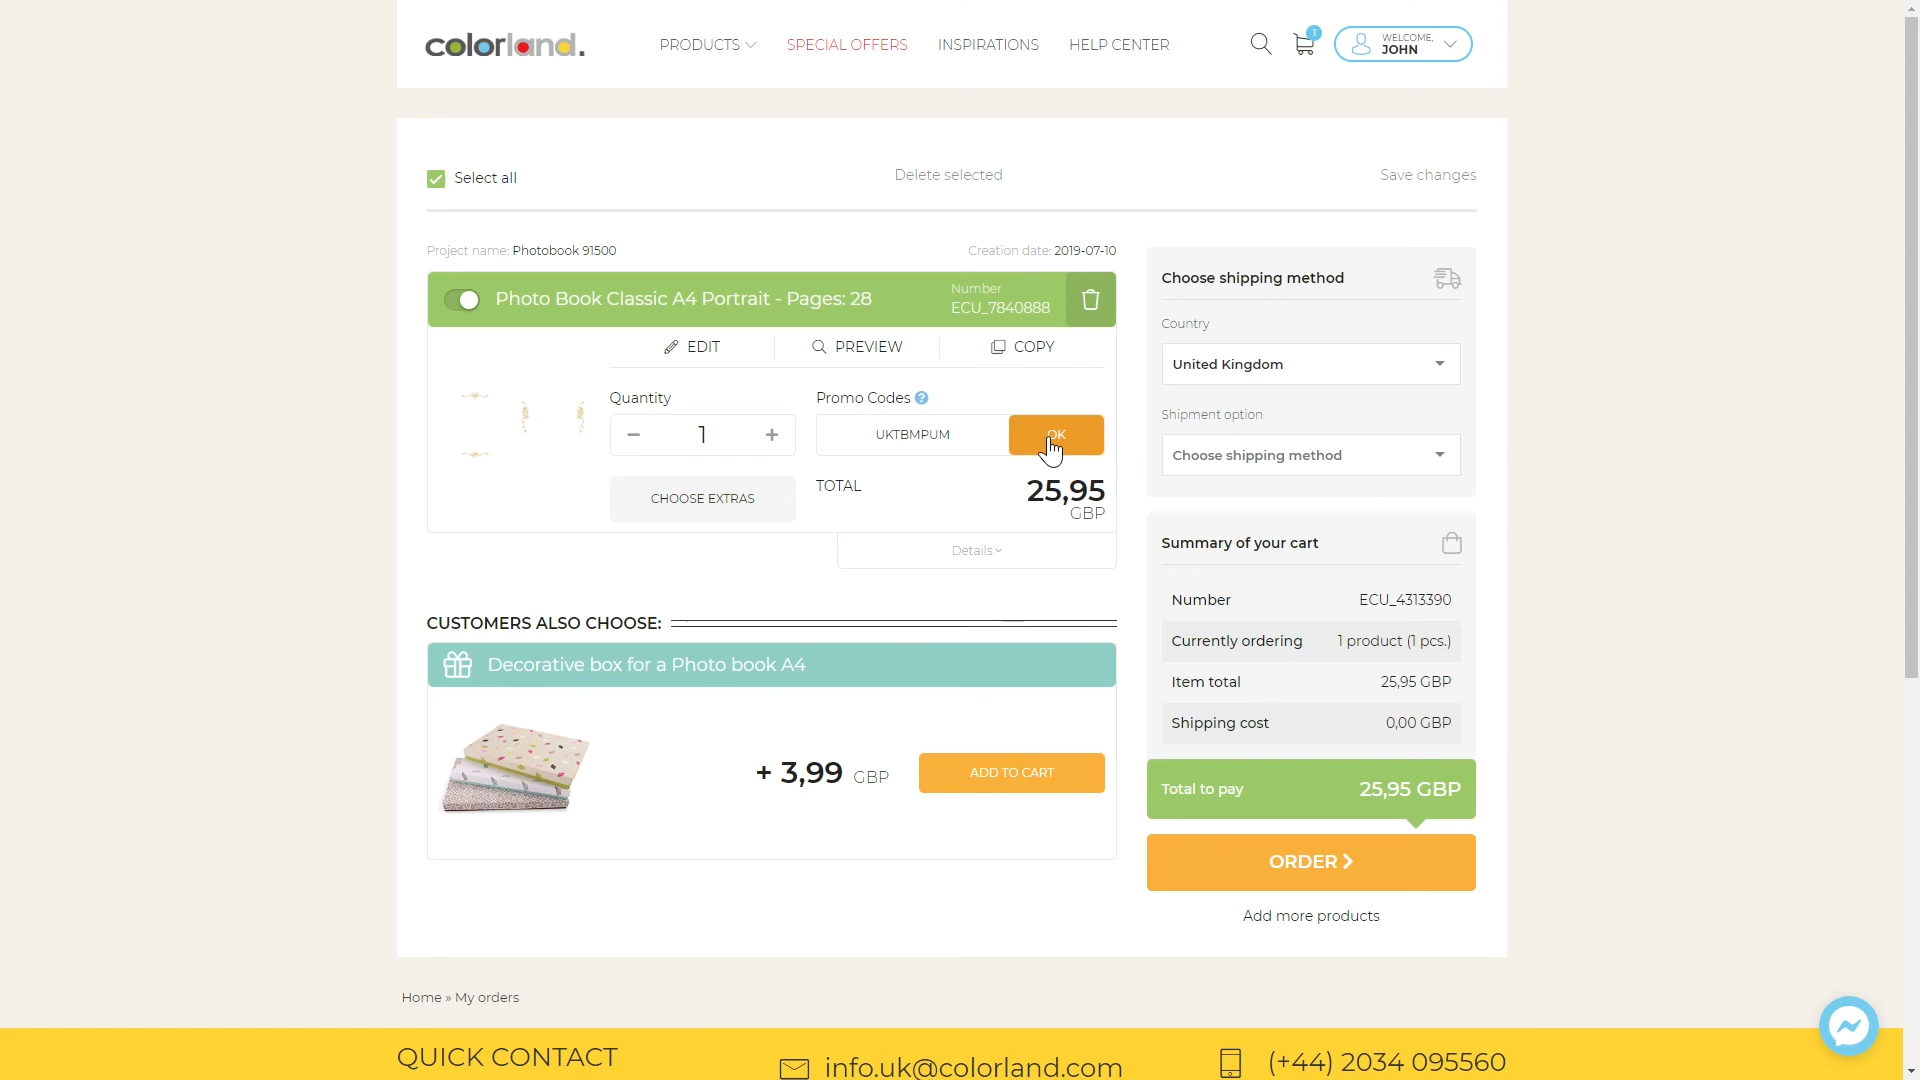 colorland.
PRODUCTS
SPECIAL OFFERS
INSPIRATIONS
HELP CENTER
1
WELCOME,
JOHN
Select all
Delete selected
Save changes
Project name: Photobook 91500
Creation date: 2019-07-10
Photo Book Classic A4 Portrait - Pages: 28
Number
ECU_7840888
EDIT
PREVIEW
COPY
Quantity
Promo Codes ?
1
UKTBMPUM
OK
CHOOSE EXTRAS
TOTAL
25,95
GBP
Details
CUSTOMERS ALSO CHOOSE:
Decorative box for a Photo book A4
+ 3,99 GBP
ADD TO CART
Choose shipping method
Country
United Kingdom
Shipment option
Choose shipping method
Summary of your cart
Number ECU_4313390
Currently ordering 1 product (1 pcs.)
Item total 25,95 GBP
Shipping cost 0,00 GBP
Total to pay 25,95 GBP
ORDER
Add more products
Home » My orders
QUICK CONTACT
info.uk@colorland.com
(+44) 2034 095560